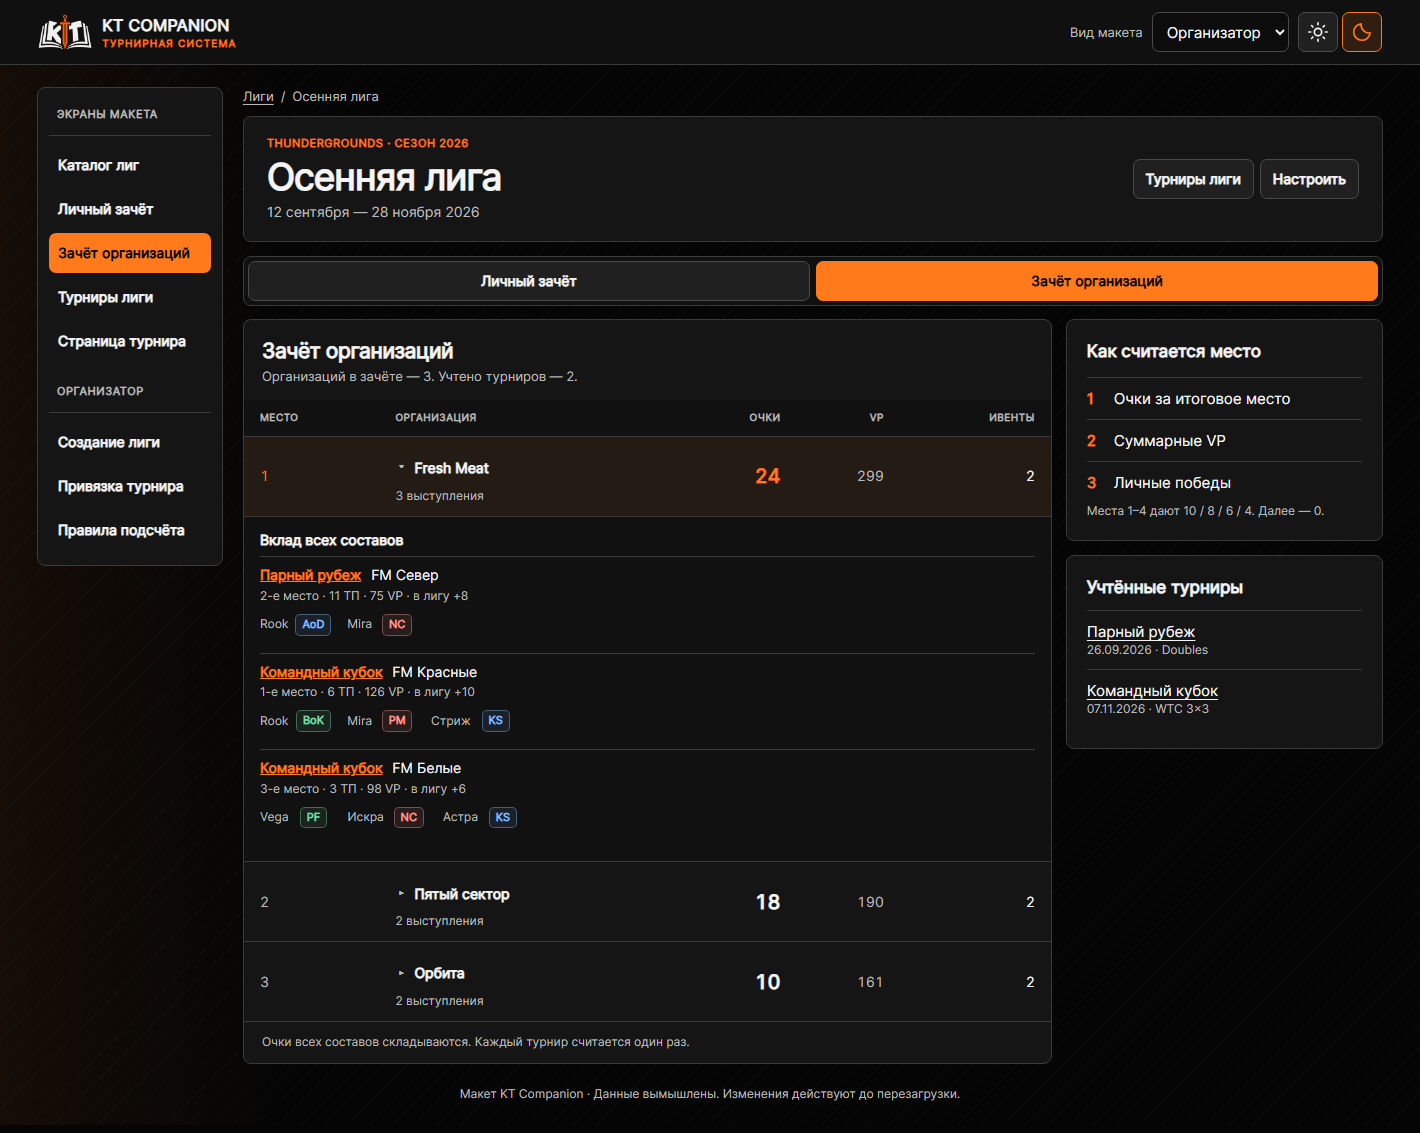 KT COMPANION
ТУРНИРНАЯ СИСТЕМА
Вид макета
Организатор
ЭКРАНЫ МАКЕТА
Каталог лиг
Личный зачёт
Зачёт организаций
Турниры лиги
Страница турнира
ОРГАНИЗАТОР
Создание лиги
Привязка турнира
Правила подсчёта
Лиги / Осенняя лига
THUNDERGROUNDS · СЕЗОН 2026
Осенняя лига
12 сентября — 28 ноября 2026
Турниры лиги
Настроить
Личный зачёт
Зачёт организаций
Зачёт организаций
Организаций в зачёте — 3. Учтено турниров — 2.
МЕСТО ОРГАНИЗАЦИЯ ОЧКИ VP ИВЕНТЫ
1 Fresh Meat 24 299 2
3 выступления
Вклад всех составов
Парный рубеж FM Север
2-е место · 11 ТП · 75 VP · в лигу +8
Rook AoD Mira NC
Командный кубок FM Красные
1-е место · 6 ТП · 126 VP · в лигу +10
Rook BoK Mira PM Стриж KS
Командный кубок FM Белые
3-е место · 3 ТП · 98 VP · в лигу +6
Vega PF Искра NC Астра KS
2 Пятый сектор 18 190 2
2 выступления
3 Орбита 10 161 2
2 выступления
Очки всех составов складываются. Каждый турнир считается один раз.
Как считается место
1 Очки за итоговое место
2 Суммарные VP
3 Личные победы
Места 1–4 дают 10 / 8 / 6 / 4. Далее — 0.
Учтённые турниры
Парный рубеж
26.09.2026 · Doubles
Командный кубок
07.11.2026 · WTC 3×3
Макет KT Companion · Данные вымышлены. Изменения действуют до перезагрузки.